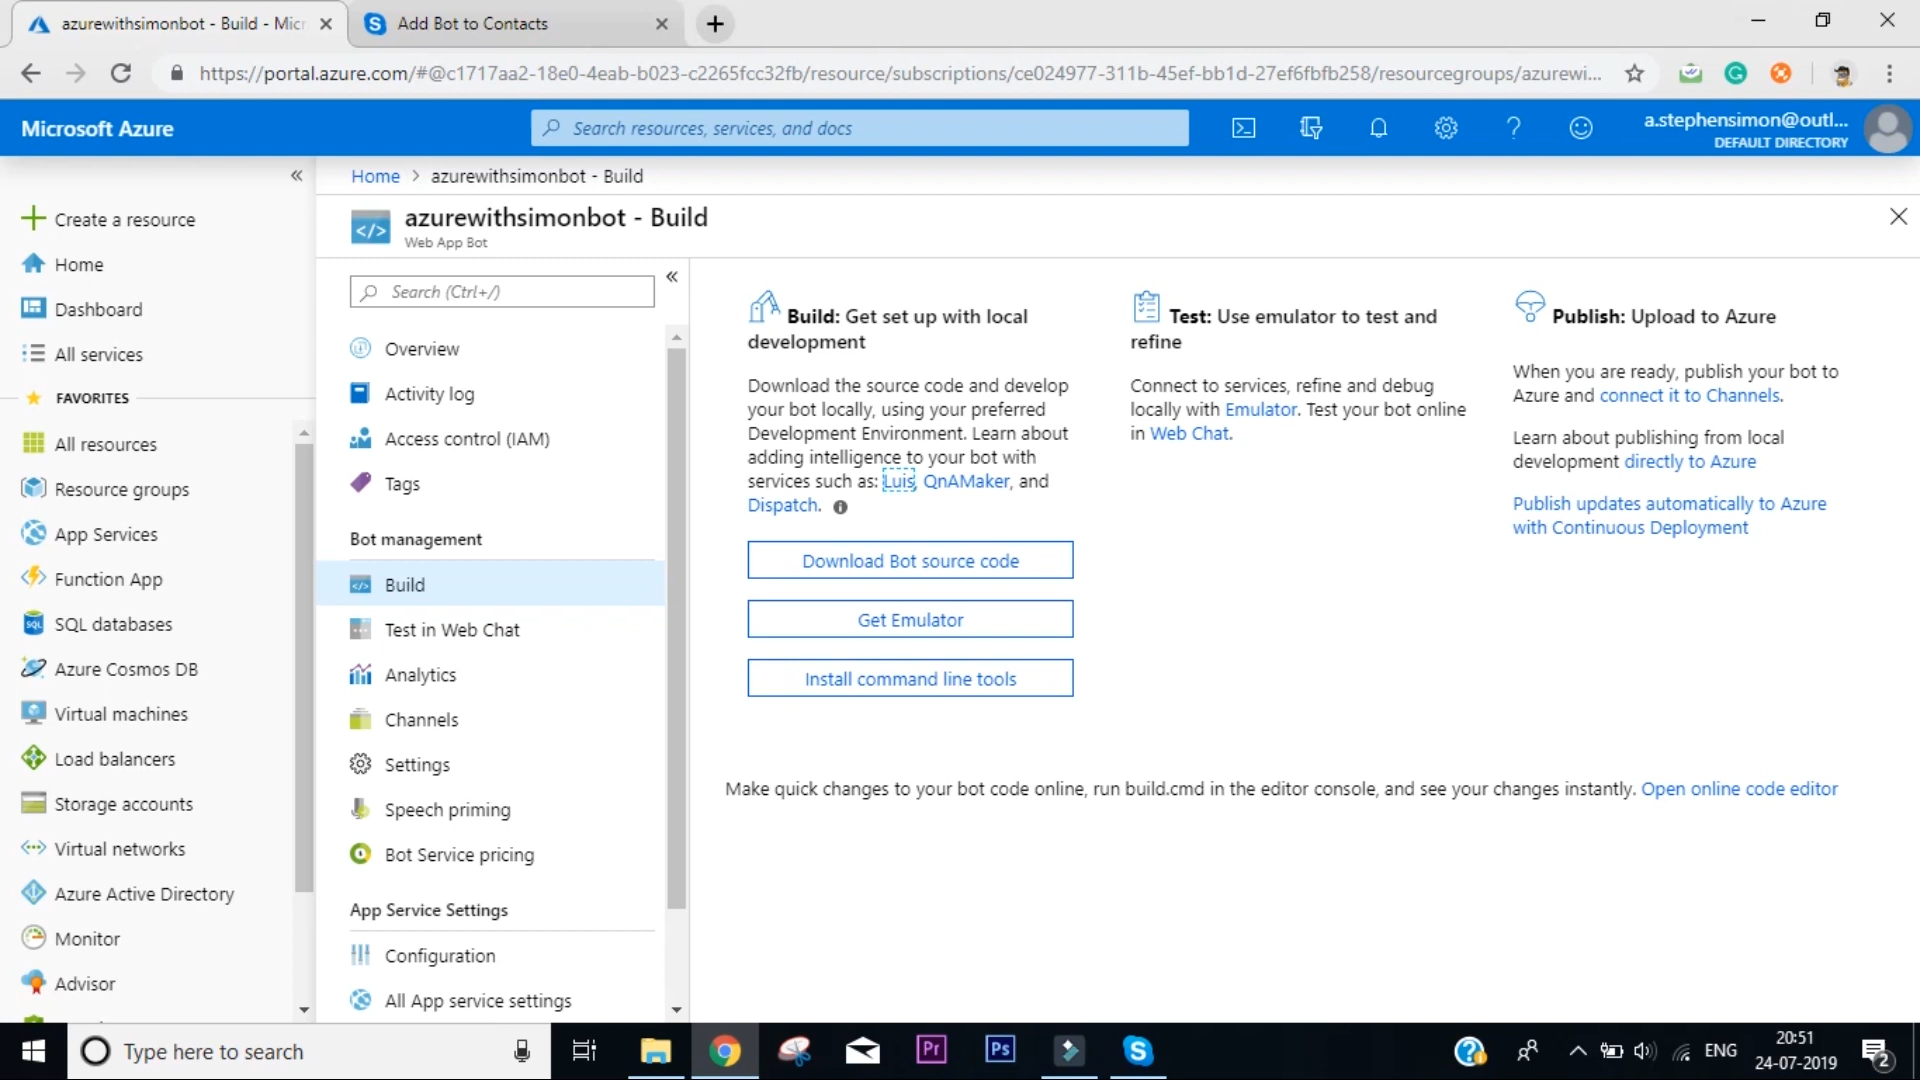 azurewithsimonbot - Build - Micr
Add Bot to Contacts
https://portal.azure.com/#@c1717aa2-18e0-4eab-b023-c2265fcc32fb/resource/subscriptions/ce024977-311b-45ef-bb1d-27ef6fbfb258/resourcegroups/azurewi...
Microsoft Azure
Search resources, services, and docs
a.stephensimon@outl...
DEFAULT DIRECTORY
Create a resource
Home
Dashboard
All services
FAVORITES
All resources
Resource groups
App Services
Function App
SQL databases
Azure Cosmos DB
Virtual machines
Load balancers
Storage accounts
Virtual networks
Azure Active Directory
Monitor
Advisor
Home > azurewithsimonbot - Build
azurewithsimonbot - Build
Web App Bot
Search (Ctrl+/)
Overview
Activity log
Access control (IAM)
Tags
Bot management
Build
Test in Web Chat
Analytics
Channels
Settings
Speech priming
Bot Service pricing
App Service Settings
Configuration
All App service settings
Build: Get set up with local
development
Download the source code and develop
your bot locally, using your preferred
Development Environment. Learn about
adding intelligence to your bot with
services such as: Luis, QnAMaker, and
Dispatch.
Download Bot source code
Get Emulator
Install command line tools
Test: Use emulator to test and
refine
Connect to services, refine and debug
locally with Emulator. Test your bot online
in Web Chat.
Publish: Upload to Azure
When you are ready, publish your bot to
Azure and connect it to Channels.
Learn about publishing from local
development directly to Azure
Publish updates automatically to Azure
with Continuous Deployment
Make quick changes to your bot code online, run build.cmd in the editor console, and see your changes instantly. Open online code editor
Type here to search
Pr
Ps
ENG
20:51
24-07-2019
2